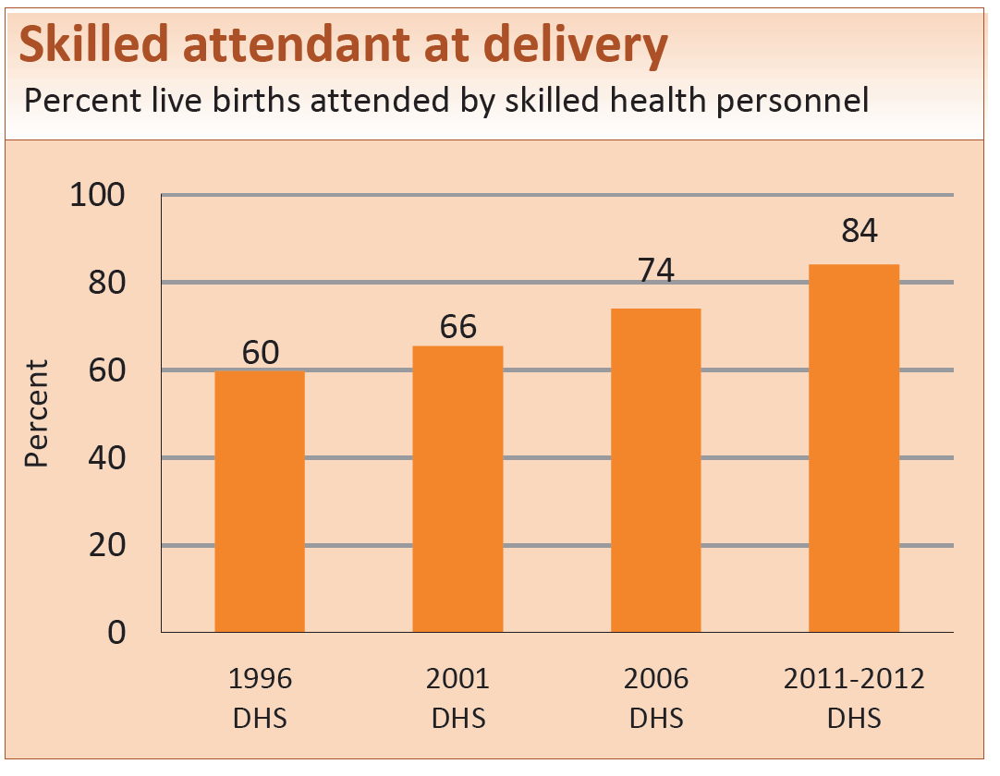 Skilled attendant at delivery
Percent live births attended by skilled health personnel
100
80
60
40
20
0
Percent
60
66
74
84
1996 DHS
2001 DHS
2006 DHS
2011-2012 DHS